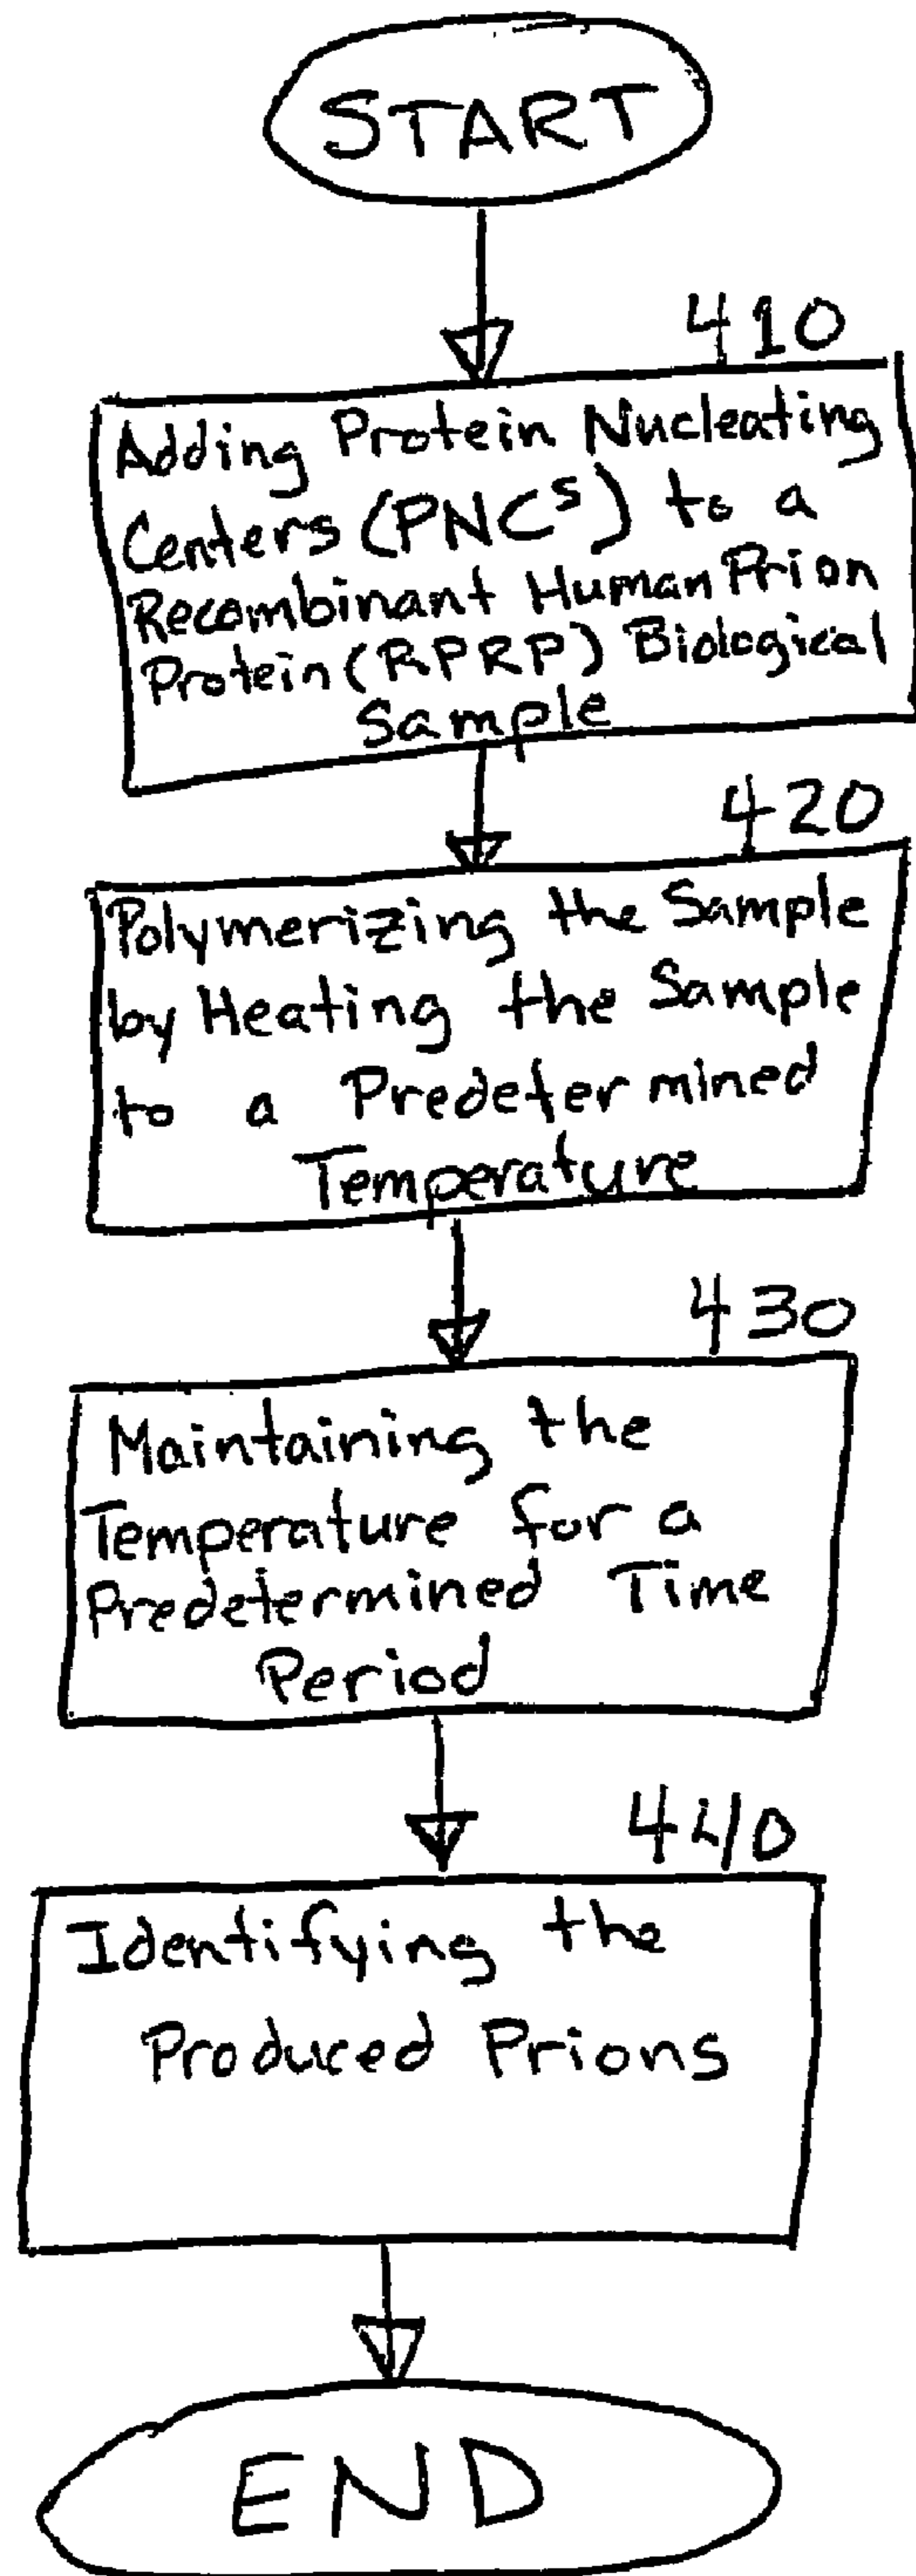 START
410
Adding Protein Nucleating
Centers (PNCs) to a
Recombinant Human Prion
Protein (RPRP) Biological
Sample
420
Polymerizing the Sample
by Heating the Sample
to a Predetermined
Temperature
430
Maintaining the
Temperature for a
Predetermined Time
Period
440
Identifying the
Produced Prions
END